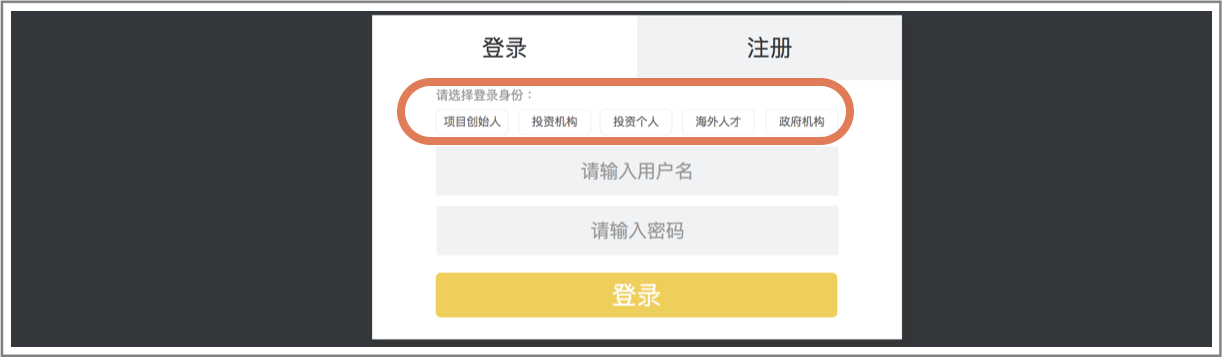 登录 注册
请选择登录身份：
项目创始人 投资机构 投资个人 海外人才 政府机构
请输入用户名
请输入密码
登录